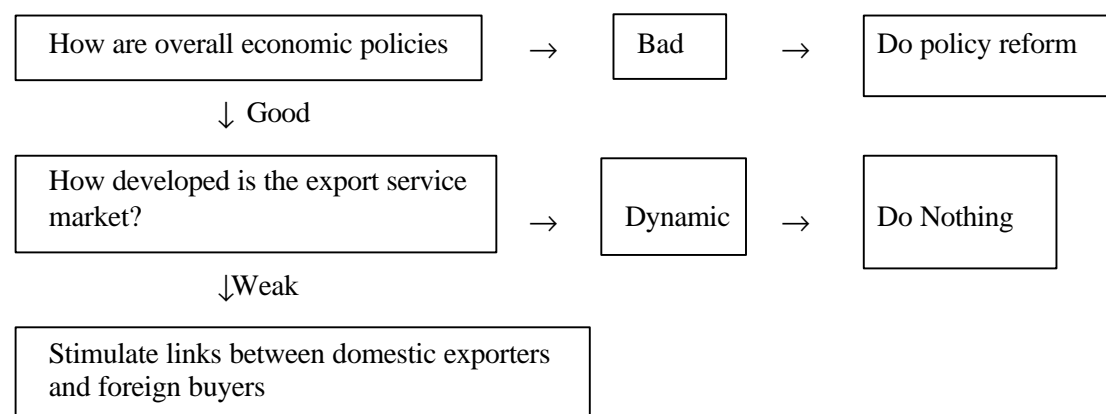 How are overall economic policies → Bad → Do policy reform
↓ Good
How developed is the export service
market? → Dynamic → Do Nothing
↓Weak
Stimulate links between domestic exporters
and foreign buyers